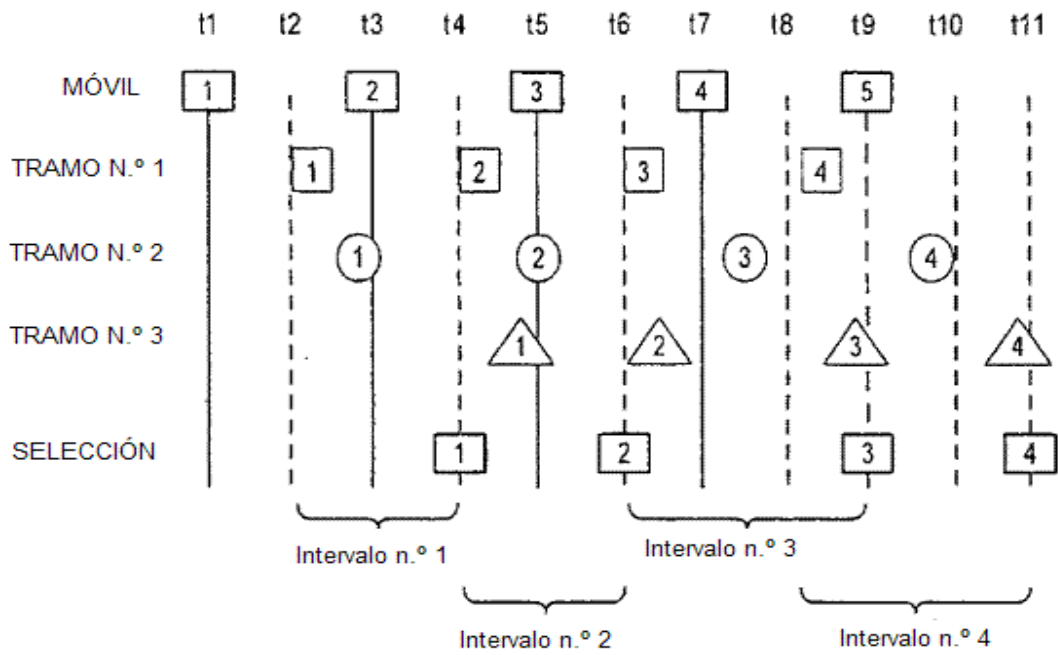 t1 t2 t3 t4 t5 t6 t7 t8 t9 t10 t11
MÓVIL 1 2 3 4 5
TRAMO N.º 1 1 2 3 4
TRAMO N.º 2 1 2 3 4
TRAMO N.º 3 1 2 3 4
SELECCIÓN 1 2 3 4
Intervalo n.º 1 Intervalo n.º 3
Intervalo n.º 2 Intervalo n.º 4